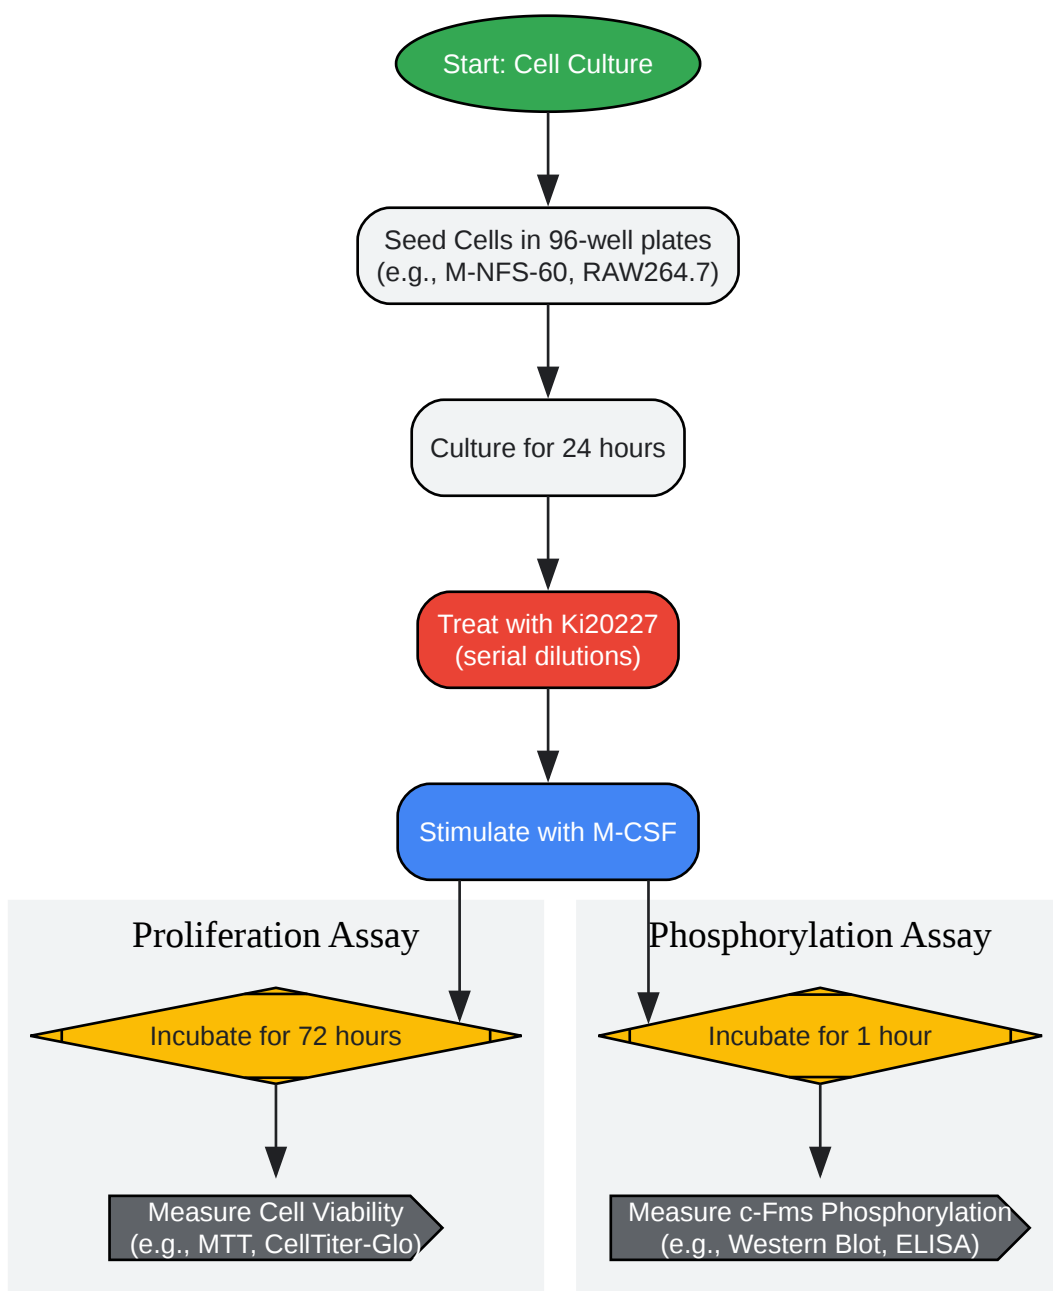 Start: Cell Culture
Seed Cells in 96-well plates
(e.g., M-NFS-60, RAW264.7)
Culture for 24 hours
Treat with Ki20227
(serial dilutions)
Stimulate with M-CSF
Proliferation Assay
Incubate for 72 hours
Measure Cell Viability
(e.g., MTT, CellTiter-Glo)
Phosphorylation Assay
Incubate for 1 hour
Measure c-Fms Phosphorylation
(e.g., Western Blot, ELISA)